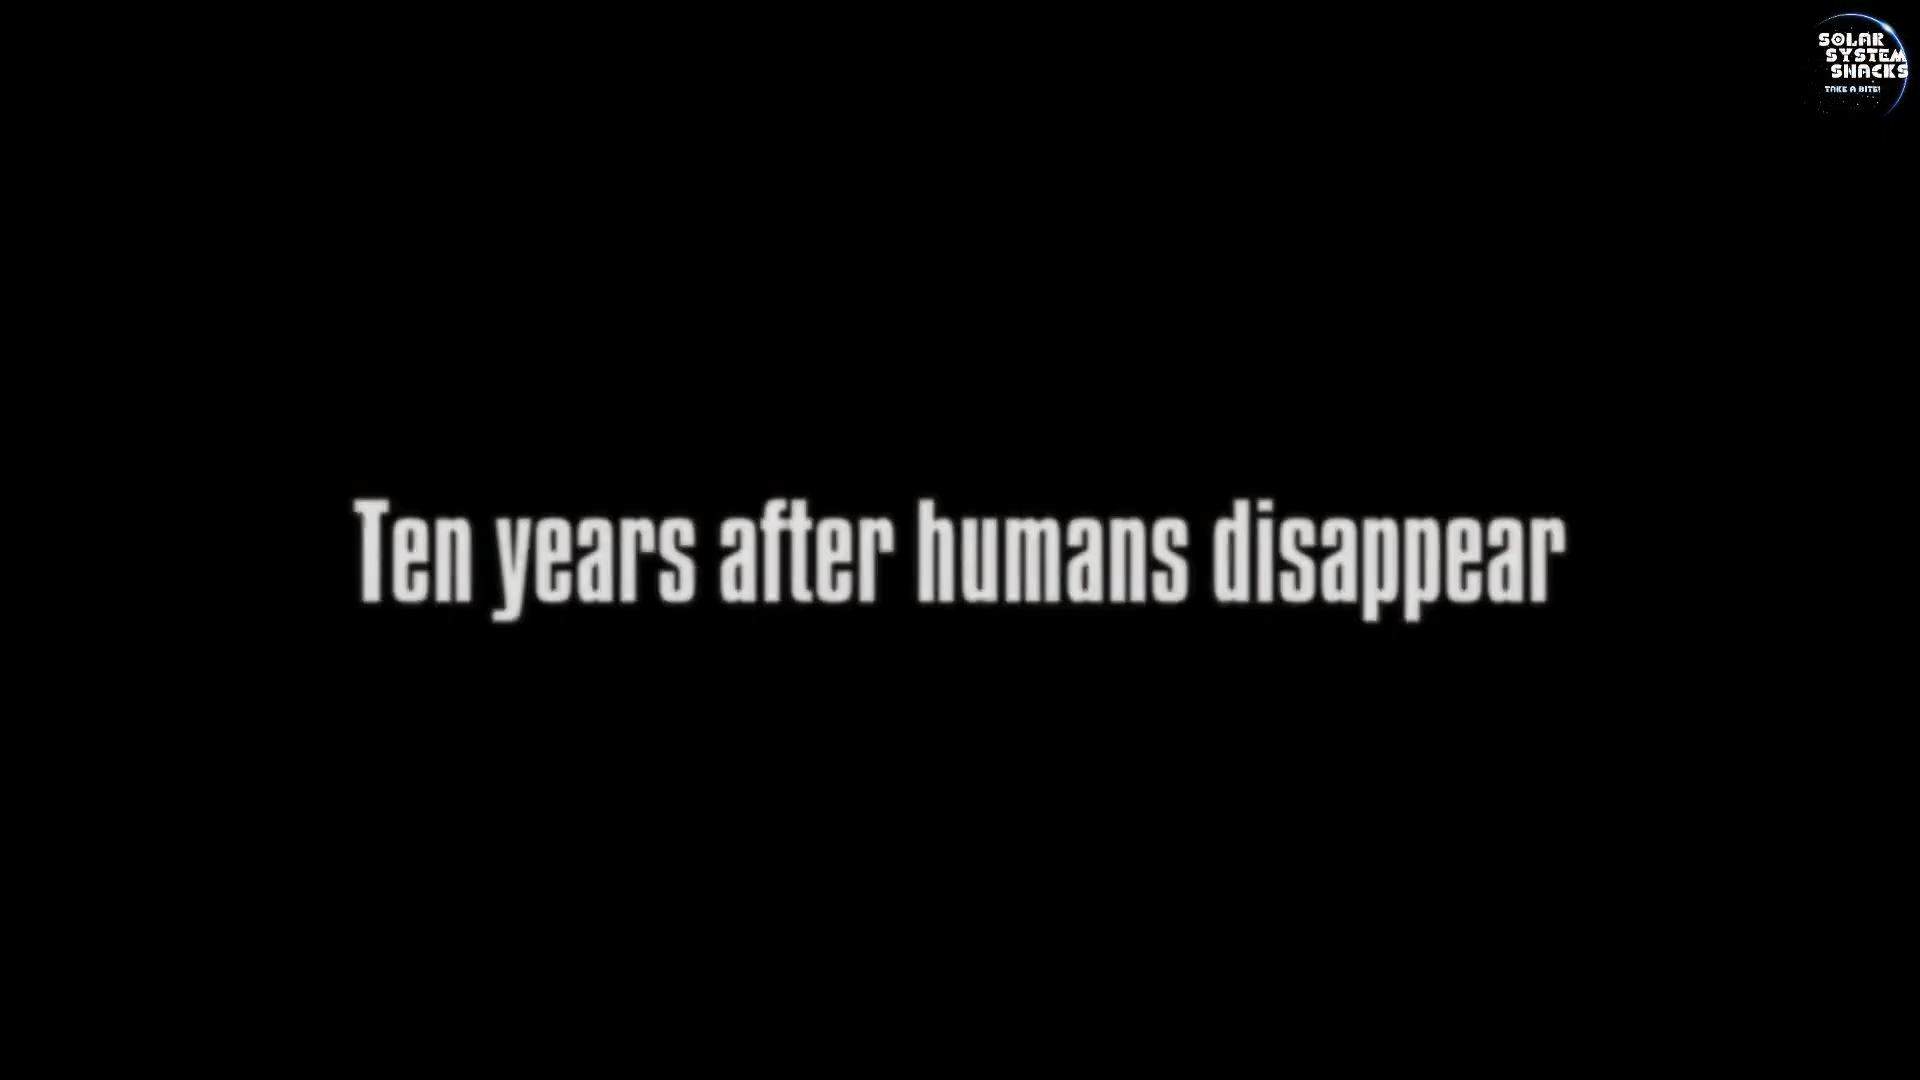 SOLAR
SYSTEM
SNACKS
TAKE A BITE!
Ten years after humans disappear